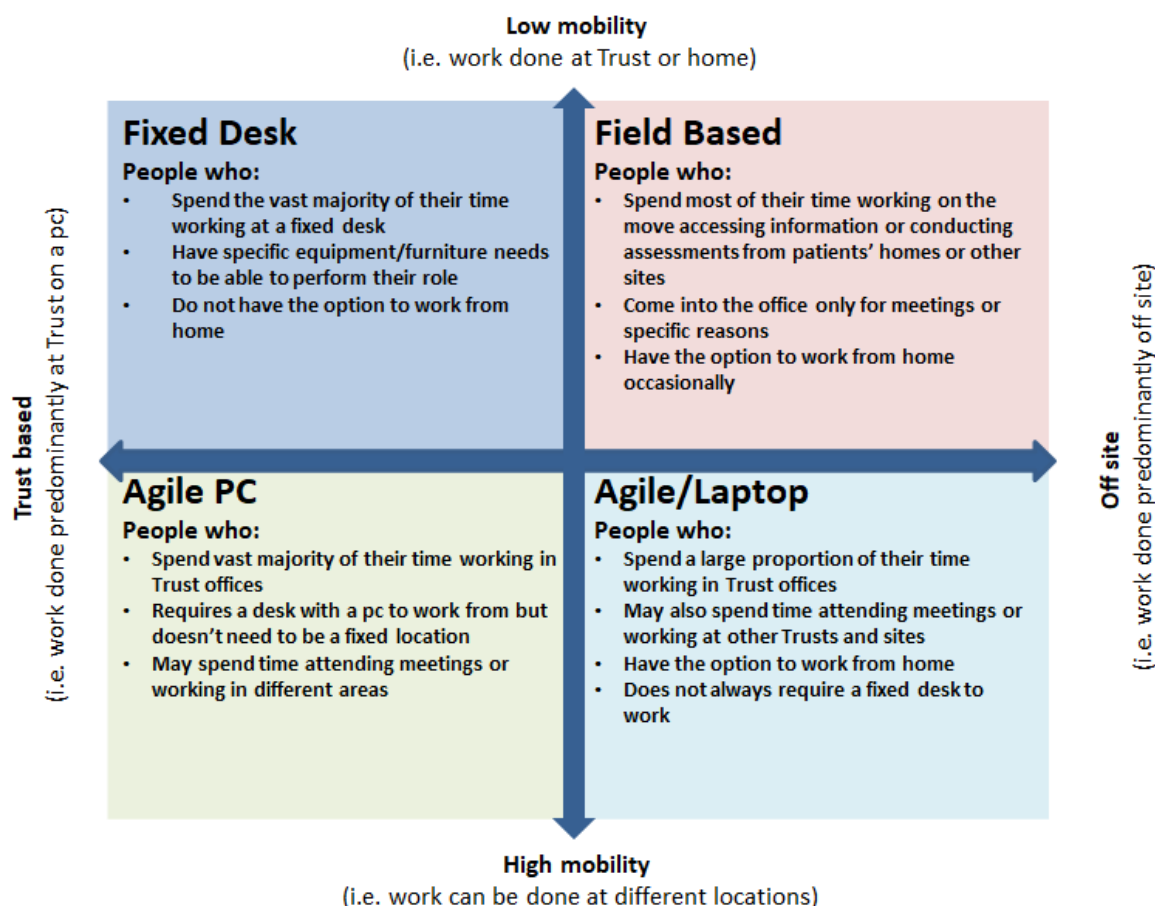 Low mobility
(i.e. work done at Trust or home)
Fixed Desk
People who:
• Spend the vast majority of their time
working at a fixed desk
• Have specific equipment/furniture needs
to be able to perform their role
• Do not have the option to work from
home
Field Based
People who:
• Spend most of their time working on the
move accessing information or conducting
assessments from patients' homes or other
sites
• Come into the office only for meetings or
specific reasons
• Have the option to work from home
occasionally
Trust based
(i.e. work done predominantly at Trust on a pc)
Off site
(i.e. work done predominantly off site)
Agile PC
People who:
• Spend vast majority of their time working in
Trust offices
• Requires a desk with a pc to work from but
doesn't need to be a fixed location
• May spend time attending meetings or
working in different areas
Agile/Laptop
People who:
• Spend a large proportion of their time
working in Trust offices
• May also spend time attending meetings or
working at other Trusts and sites
• Have the option to work from home
• Does not always require a fixed desk to
work
High mobility
(i.e. work can be done at different locations)